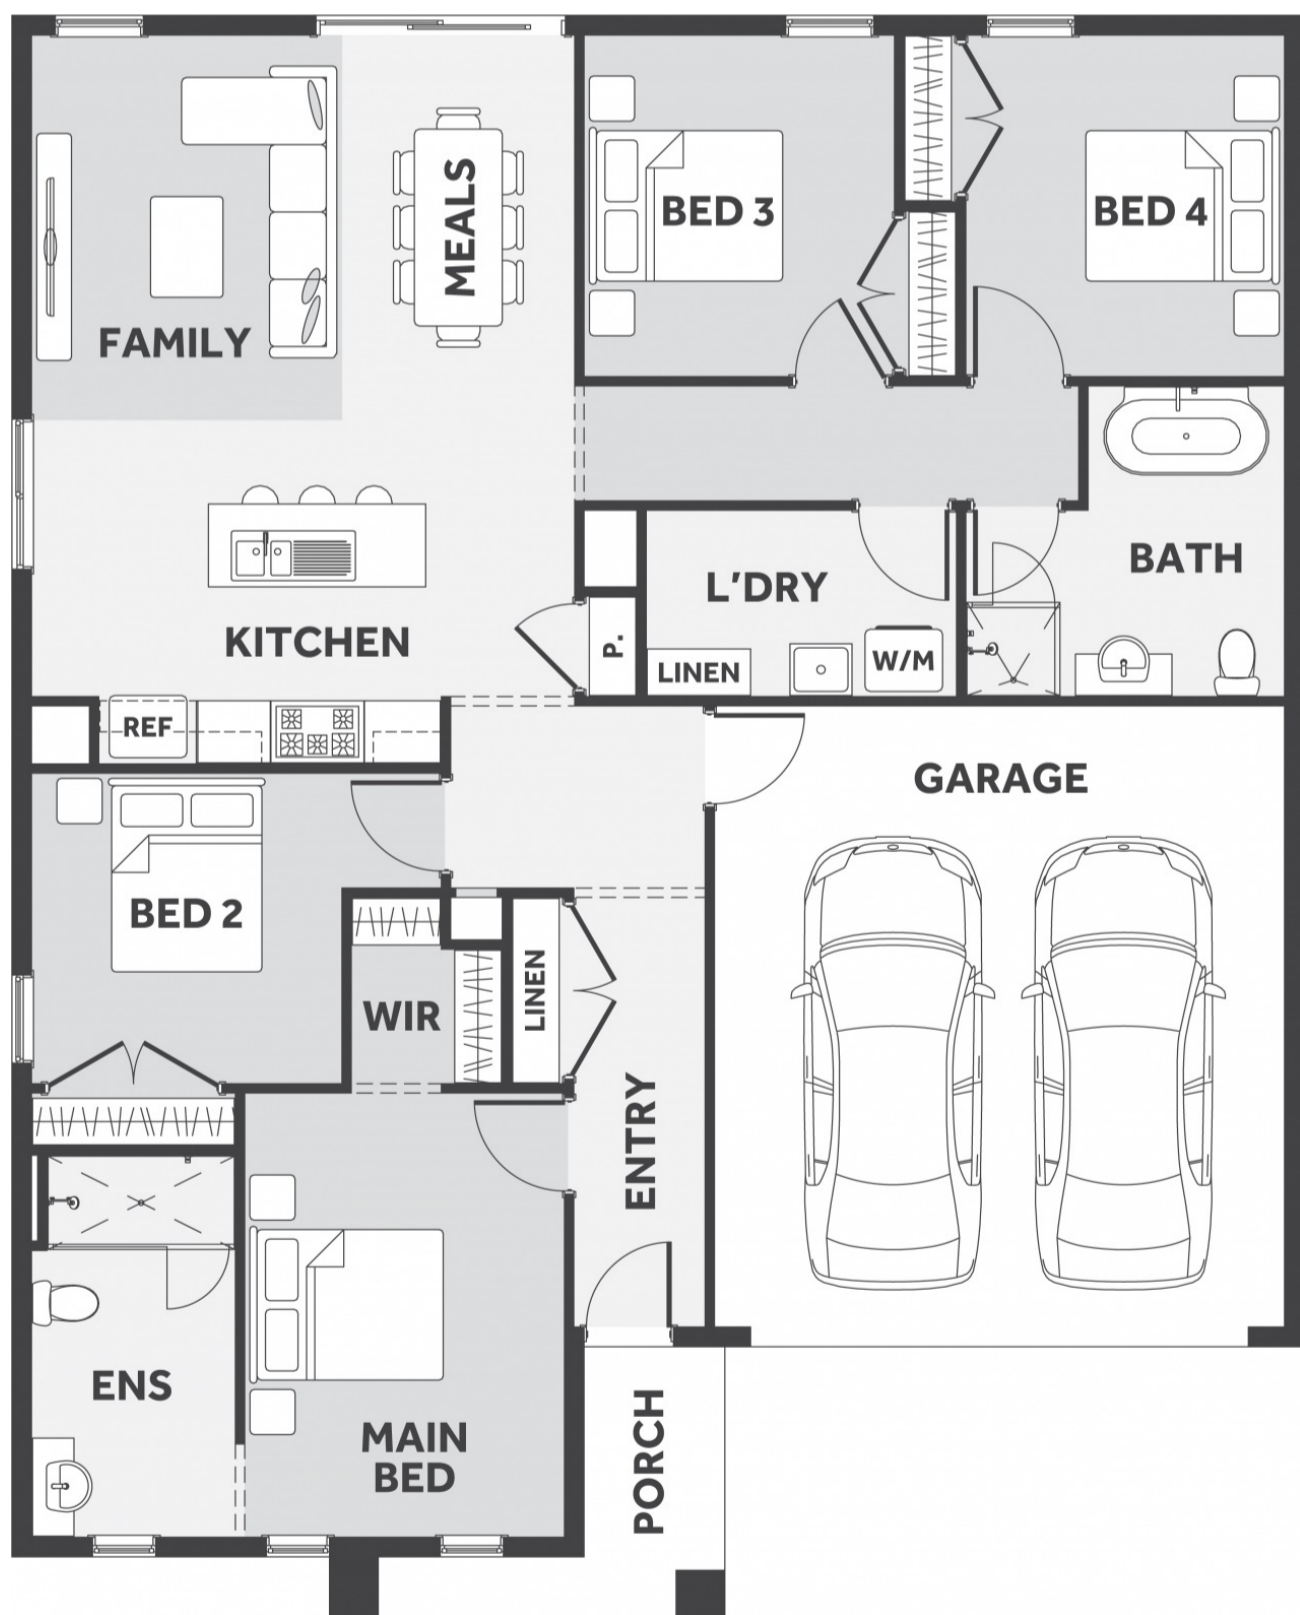 MEALS
BED 3
BED 4
FAMILY
BATH
L'DRY
KITCHEN
P.
LINEN
W/M
REF
GARAGE
BED 2
WIR
LINEN
ENTRY
ENS
MAIN
BED
PORCH